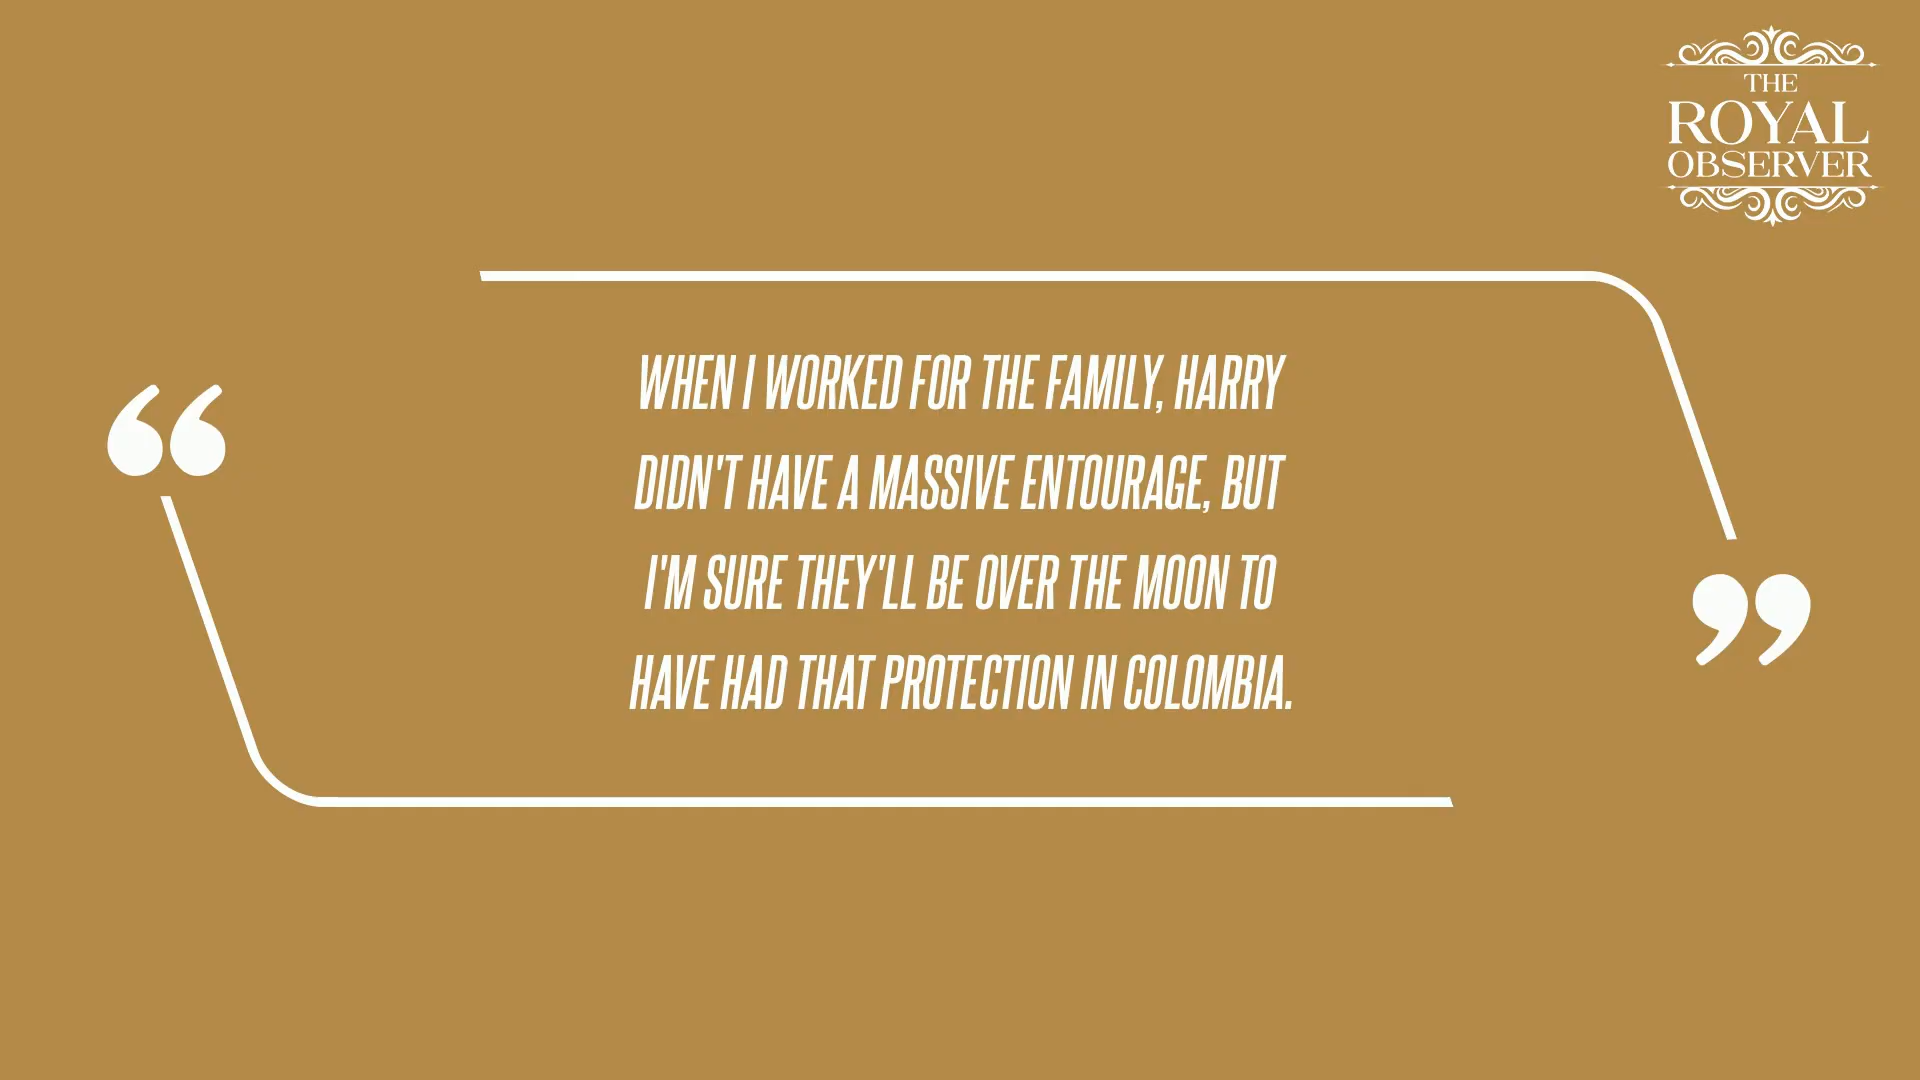 THE
ROYAL
OBSERVER
“
WHEN I WORKED FOR THE FAMILY, HARRY
DIDN'T HAVE A MASSIVE ENTOURAGE, BUT
I'M SURE THEY'LL BE OVER THE MOON TO
HAVE HAD THAT PROTECTION IN COLOMBIA.
”